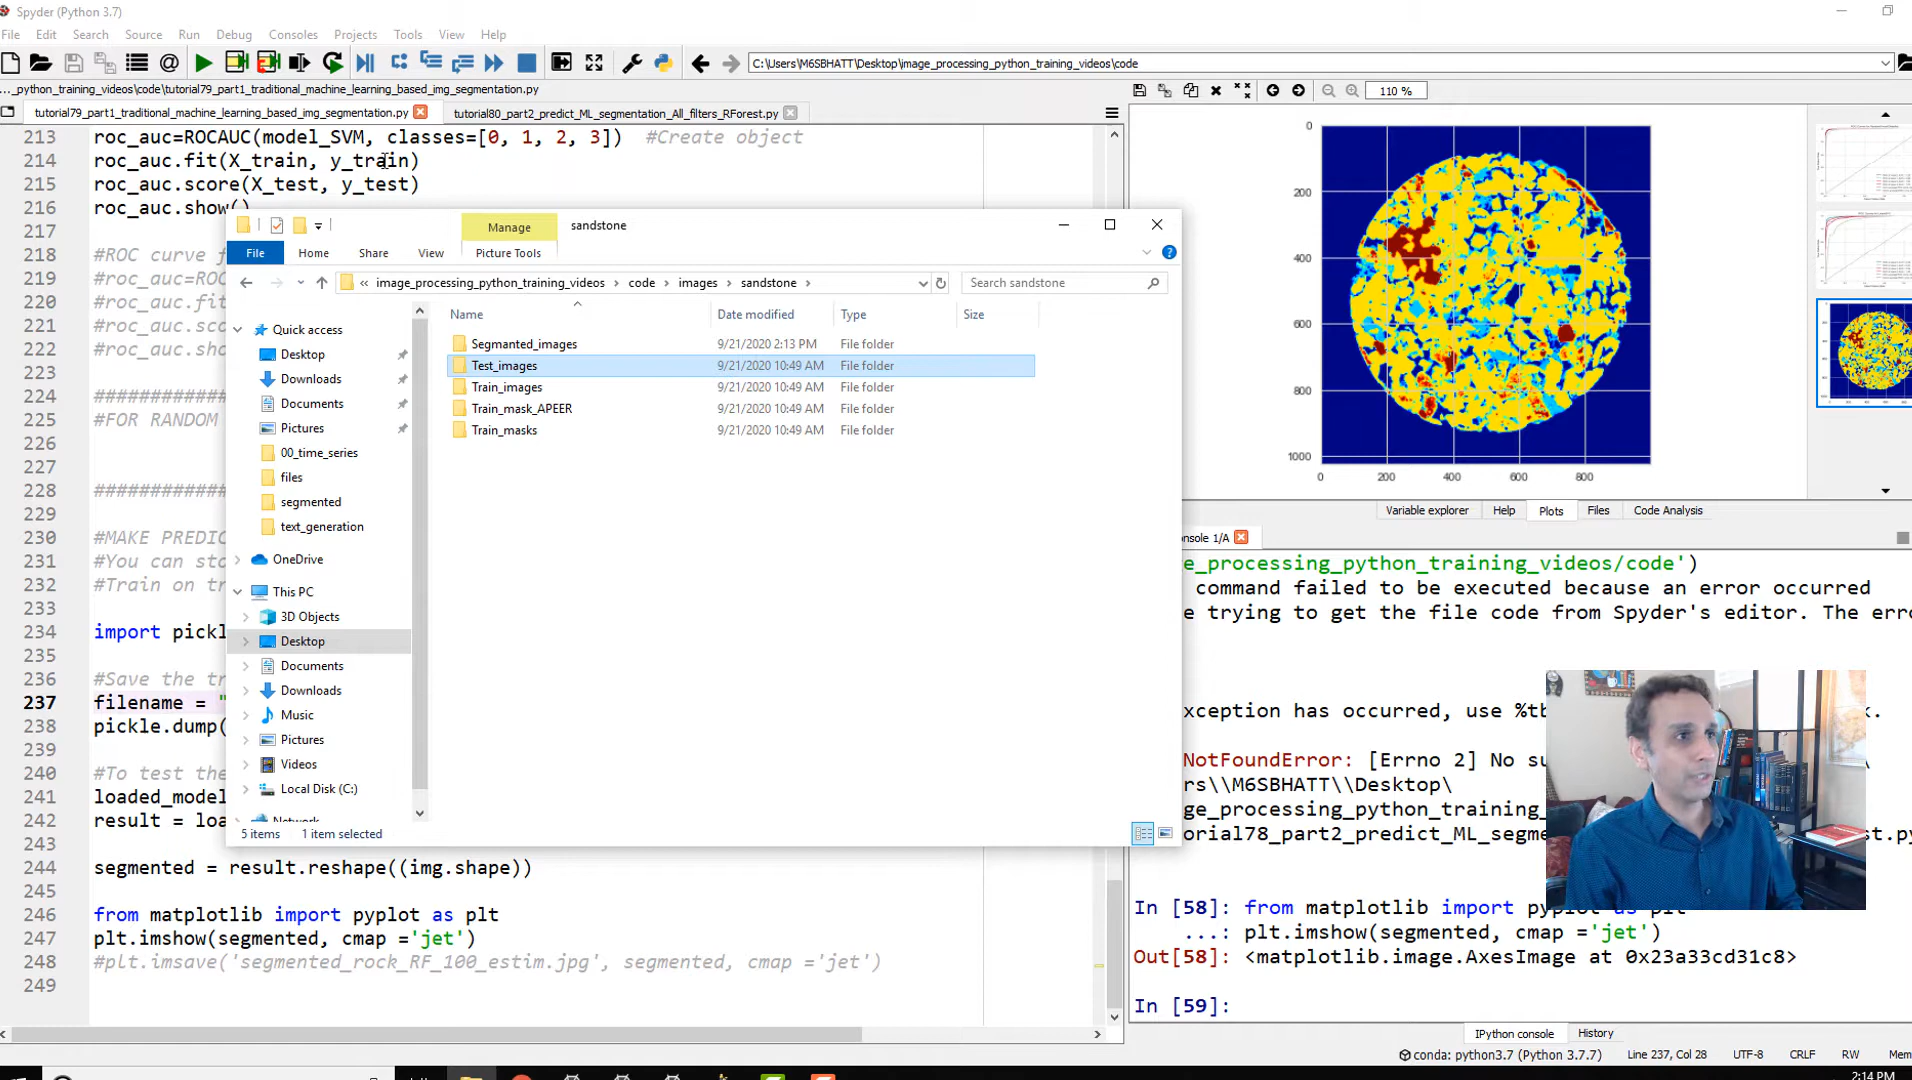 Spyder (Python 3.7)
File Edit Search Source Run Debug Consoles Projects Tools View Help
C:\Users\M6SBHATT\Desktop\image_processing_python_training_videos\code
..._python_training_videos\code\tutorial79_part1_traditional_machine_learning_based_img_segmentation.py
tutorial79_part1_traditional_machine_learning_based_img_segmentation.py
tutorial80_part2_predict_ML_segmentation_All_filters_RForest.py
110 %
213 roc_auc=ROCAUC(model_SVM, classes=[0, 1, 2, 3]) #Create object
214 roc_auc.fit(X_train, y_train)
215 roc_auc.score(X_test, y_test)
216 roc_auc.show()
217
218 #ROC curve f
219 #roc_auc=ROC
220 #roc_auc.fit
221 #roc_auc.sco
222 #roc_auc.sho
223
224 ############
225 #FOR RANDOM
226
227
228 ############
229
230 #MAKE PREDIC
231 #You can sto
232 #Train on tr
233
234 import pickl
235
236 #Save the tr
237 filename = "
238 pickle.dump(
239
240 #To test the
241 loaded_model
242 result = loa
243
244 segmented = result.reshape((img.shape))
245
246 from matplotlib import pyplot as plt
247 plt.imshow(segmented, cmap ='jet')
248 #plt.imsave('segmented_rock_RF_100_estim.jpg', segmented, cmap ='jet')
249
Manage sandstone
File Home Share View Picture Tools
« image_processing_python_training_videos › code › images › sandstone ›
Search sandstone
Name Date modified Type Size
Segmanted_images 9/21/2020 2:13 PM File folder
Test_images 9/21/2020 10:49 AM File folder
Train_images 9/21/2020 10:49 AM File folder
Train_mask_APEER 9/21/2020 10:49 AM File folder
Train_masks 9/21/2020 10:49 AM File folder
Quick access
Desktop
Downloads
Documents
Pictures
00_time_series
files
segmented
text_generation
OneDrive
This PC
3D Objects
Desktop
Documents
Downloads
Music
Pictures
Videos
Local Disk (C:)
Network
5 items 1 item selected
0
200
400
600
800
1000
0 200 400 600 800
Variable explorer Help Plots Files Code Analysis
onsole 1/A
ge_processing_python_training_videos/code')
command failed to be executed because an error occurred
e trying to get the file code from Spyder's editor. The erro
xception has occurred, use %tb
k.
NotFoundError: [Errno 2] No su
rs\\M6SBHATT\\Desktop\
ge_processing_python_training_
orial78_part2_predict_ML_segme
st.py
In [58]: from matplotlib import pyplot as plt
...: plt.imshow(segmented, cmap ='jet')
Out[58]: <matplotlib.image.AxesImage at 0x23a33cd31c8>
In [59]:
IPython console History
conda: python3.7 (Python 3.7.7) Line 237, Col 28 UTF-8 CRLF RW Mem
2:14 PM